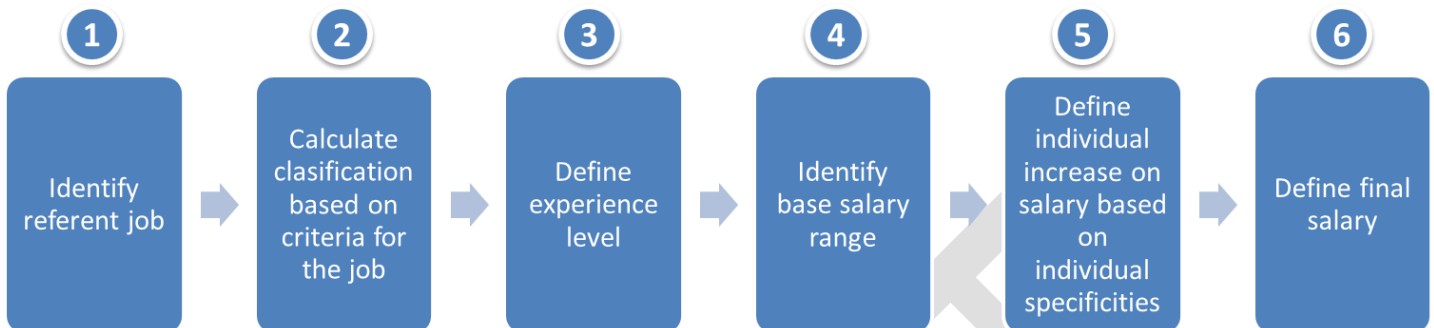 1
2
3
4
5
6
Identify
referent job
Calculate
clasification
based on
criteria for
the job
Define
experience
level
Identify
base salary
range
Define
individual
increase on
salary based
on
individual
specificities
Define final
salary